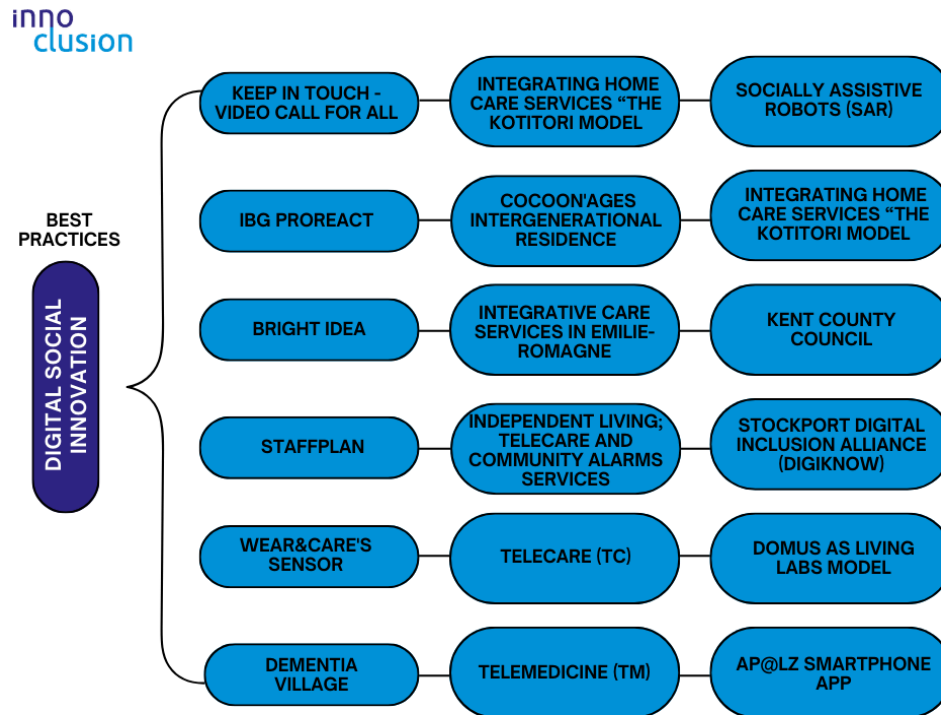 inno
clusion
BEST
PRACTICES
DIGITAL SOCIAL
INNOVATION
KEEP IN TOUCH -
VIDEO CALL FOR ALL
INTEGRATING HOME
CARE SERVICES “THE
KOTITORI MODEL
SOCIALLY ASSISTIVE
ROBOTS (SAR)
IBG PROREACT
COCOON'AGES
INTERGENERATIONAL
RESIDENCE
INTEGRATING HOME
CARE SERVICES “THE
KOTITORI MODEL
BRIGHT IDEA
INTEGRATIVE CARE
SERVICES IN EMILIE-
ROMAGNE
KENT COUNTY
COUNCIL
STAFFPLAN
INDEPENDENT LIVING;
TELECARE AND
COMMUNITY ALARMS
SERVICES
STOCKPORT DIGITAL
INCLUSION ALLIANCE
(DIGIKNOW)
WEAR&CARE'S
SENSOR
TELECARE (TC)
DOMUS AS LIVING
LABS MODEL
DEMENTIA
VILLAGE
TELEMEDICINE (TM)
AP@LZ SMARTPHONE
APP